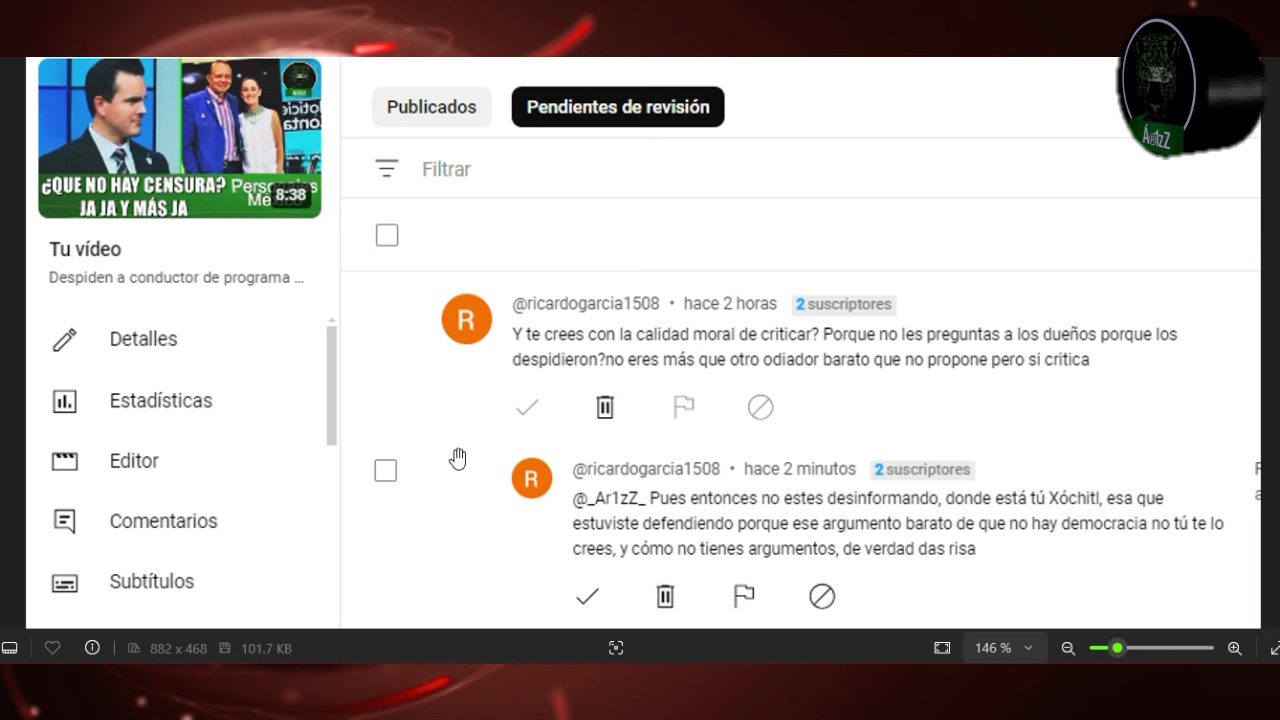 ¿QUE NO HAY CENSURA?
JA JA Y MÁS JA
8:38
Ar1zZ
Tu vídeo
Despiden a conductor de programa ...
Detalles
Estadísticas
Editor
Comentarios
Subtítulos
Publicados
Pendientes de revisión
Filtrar
R
@ricardogarcia1508 • hace 2 horas 2 suscriptores
Y te crees con la calidad moral de criticar? Porque no les preguntas a los dueños porque los
despidieron?no eres más que otro odiador barato que no propone pero si critica
R
@ricardogarcia1508 • hace 2 minutos 2 suscriptores
@_Ar1zZ_ Pues entonces no estes desinformando, donde está tú Xóchitl, esa que
estuviste defendiendo porque ese argumento barato de que no hay democracia no tú te lo
crees, y cómo no tienes argumentos, de verdad das risa
882 x 468 101.7 KB
146 %